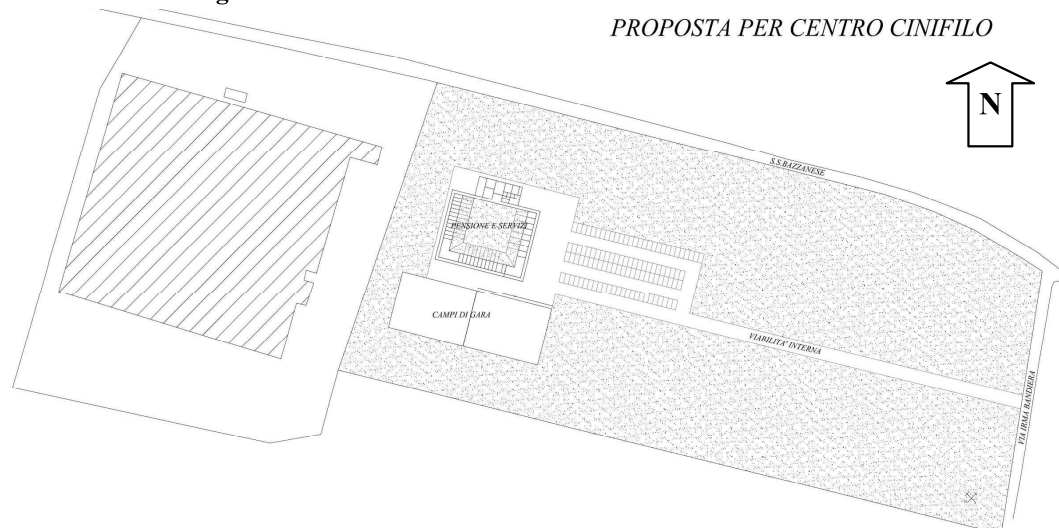 PROPOSTA PER CENTRO CINIFILO
N
S.S.BAZZANESE
PENSIONE E SERVIZI
CAMPI DI GARA
VIABILITA' INTERNA
VIA IRMA BANDIERA